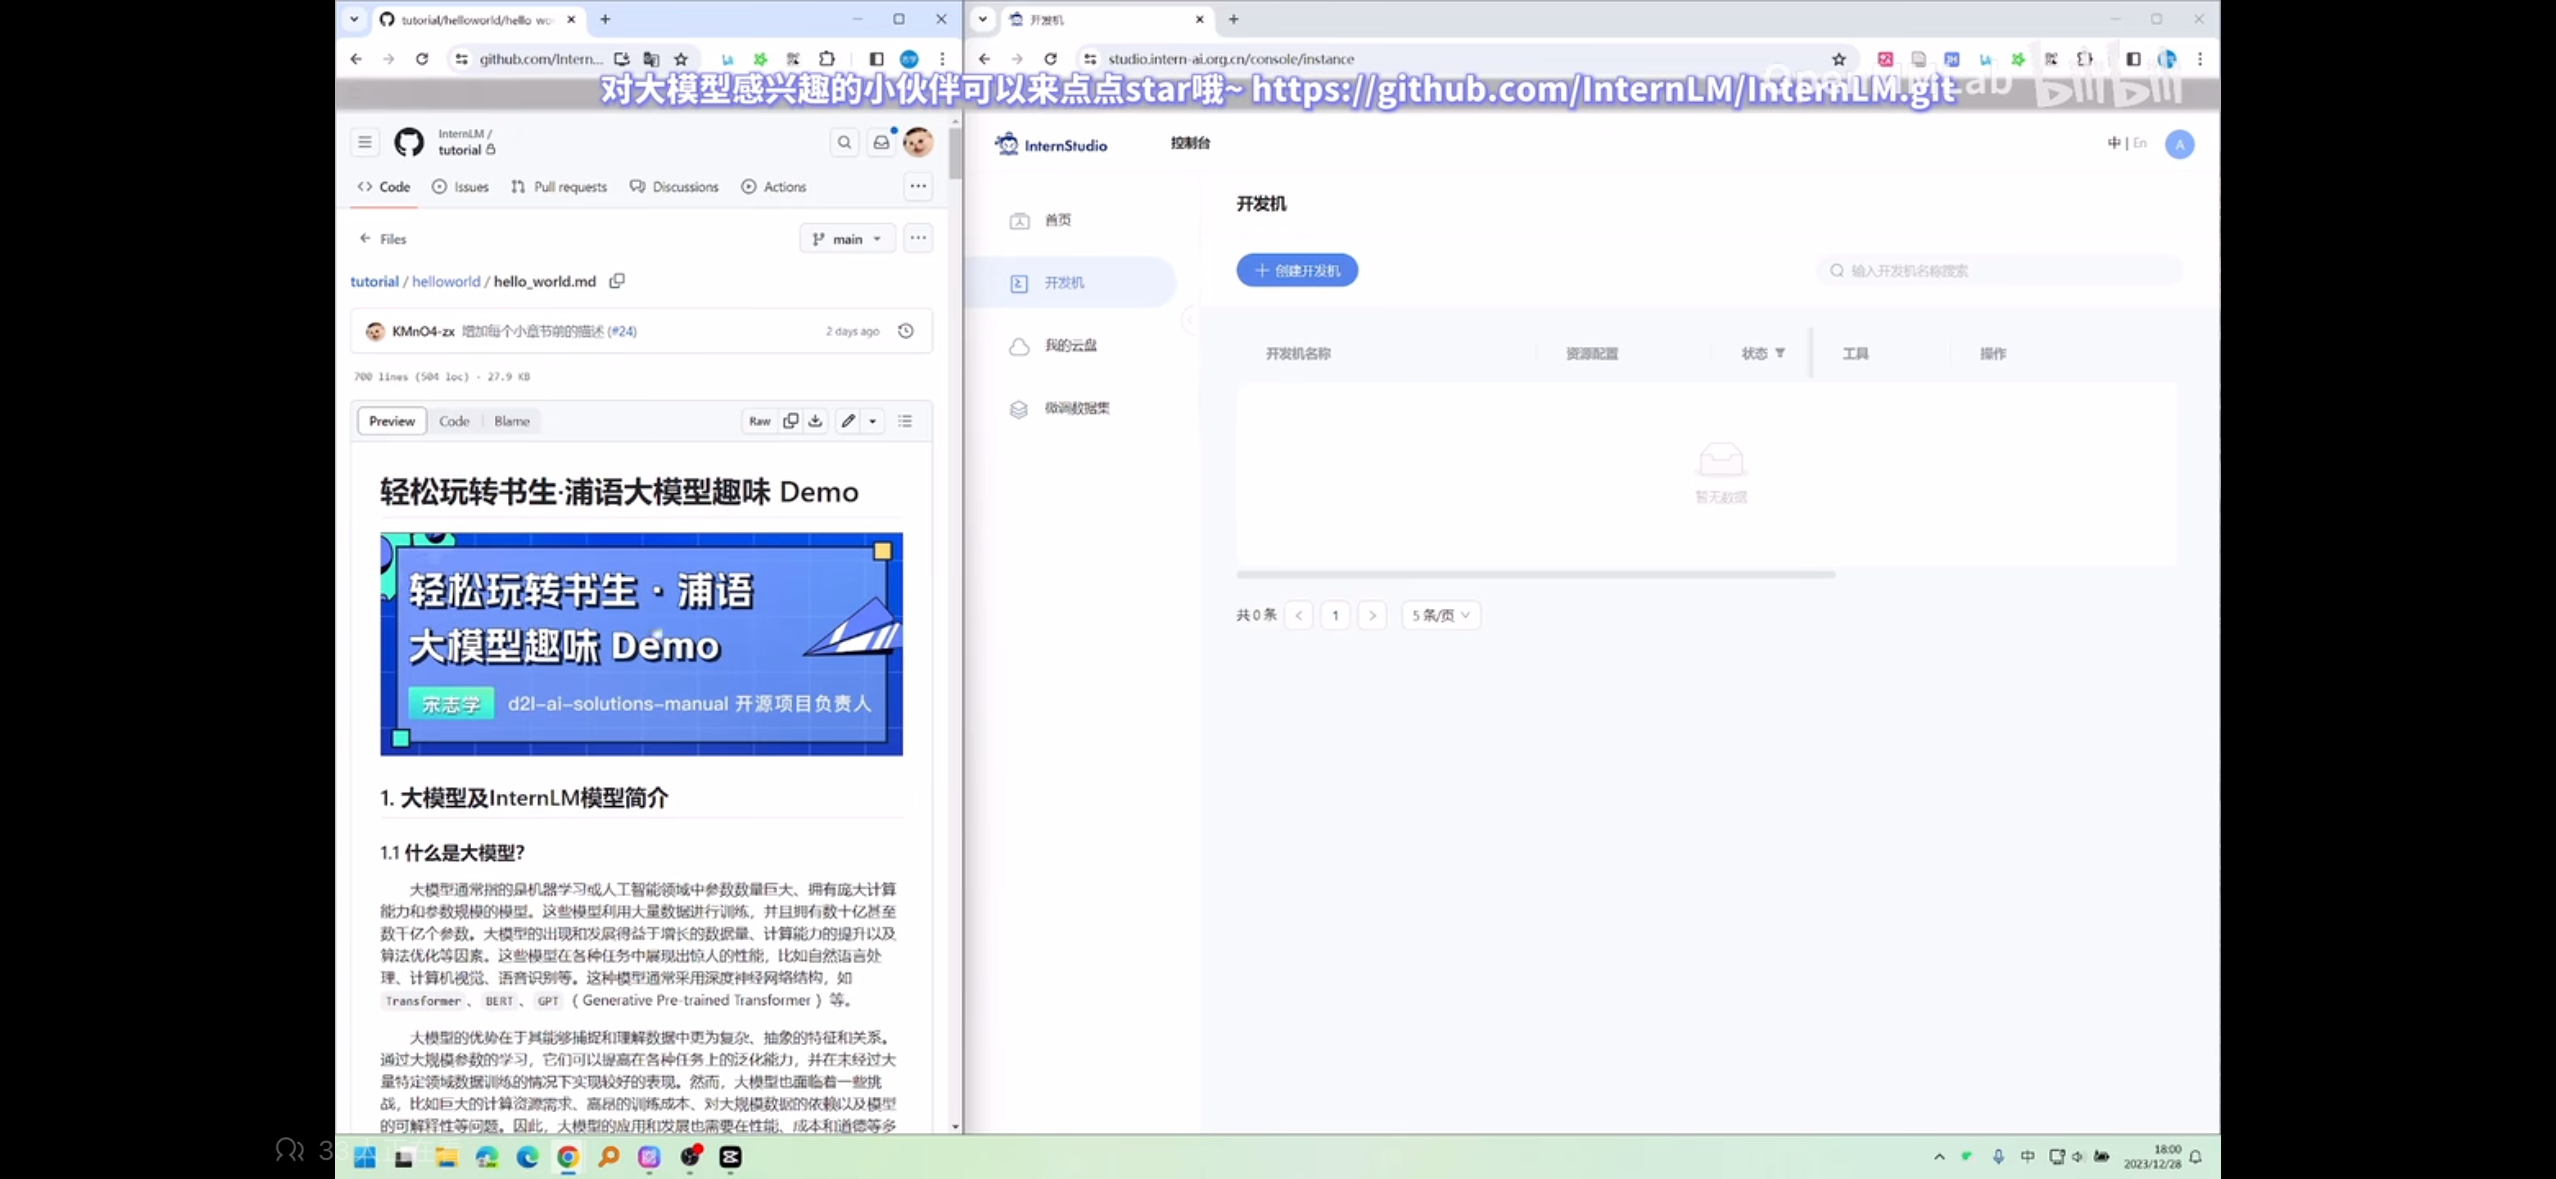 tutorial/helloworld/hello wo
github.com/Intern...
开发机
studio.intern-ai.org.cn/console/instance
对大模型感兴趣的小伙伴可以来点点star哦~ https://github.com/InternLM/InternLM.git
OpenMMLab
bilibili
InternLM /
tutorial
Code
Issues
Pull requests
Discussions
Actions
Files
main
tutorial / helloworld / hello_world.md
KMnO4-zx 增加每个小章节前的描述 (#24)
2 days ago
700 lines (504 loc) · 27.9 KB
Preview
Code
Blame
Raw
轻松玩转书生·浦语大模型趣味 Demo
轻松玩转书生·浦语
大模型趣味 Demo
宋志学 d2l-ai-solutions-manual 开源项目负责人
1. 大模型及InternLM模型简介
1.1 什么是大模型?
大模型通常指的是机器学习或人工智能领域中参数数量巨大、拥有庞大计算
能力和参数规模的模型。这些模型利用大量数据进行训练，并且拥有数十亿甚至
数千亿个参数。大模型的出现和发展得益于增长的数据量、计算能力的提升以及
算法优化等因素。这些模型在各种任务中展现出惊人的性能，比如自然语言处
理、计算机视觉、语音识别等。这种模型通常采用深度神经网络结构，如
Transformer、BERT、GPT（Generative Pre-trained Transformer）等。
大模型的优势在于其能够捕捉和理解数据中更为复杂、抽象的特征和关系。
通过大规模参数的学习，它们可以提高在各种任务上的泛化能力，并在未经过大
量特定领域数据训练的情况下实现较好的表现。然而，大模型也面临着一些挑
战，比如巨大的计算资源需求、高昂的训练成本、对大规模数据的依赖以及模型
的可解释性等问题。因此，大模型的应用和发展也需要在性能、成本和道德等多
InternStudio
控制台
中 | En
A
首页
开发机
我的云盘
微调数据集
开发机
创建开发机
输入开发机名称搜索
开发机名称
资源配置
状态
工具
操作
暂无数据
共 0 条
1
5 条/页
33人正在看
中
18:00
2023/12/28